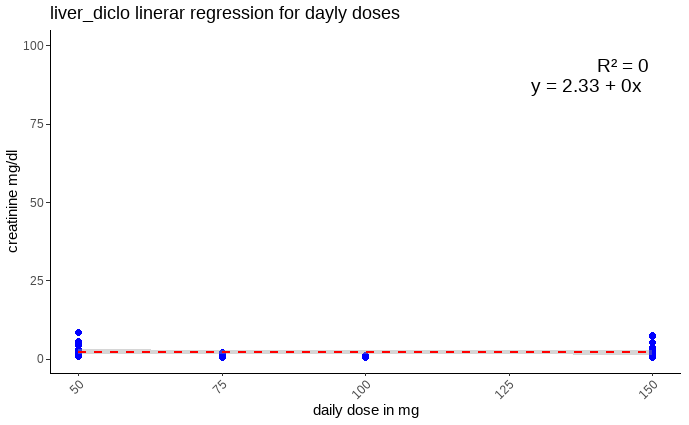 liver_diclo linerar regression for dayly doses
100
R² = 0
y = 2.33 + 0x
75
creatinine mg/dl
50
25
0
50
75
100
125
150
daily dose in mg